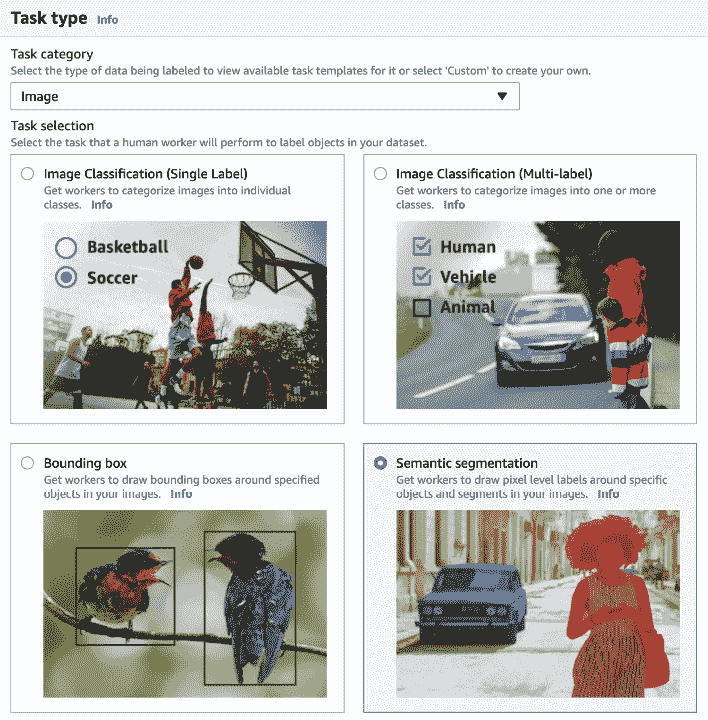 Task type Info
Task category
Select the type of data being labeled to view available task templates for it or select 'Custom' to create your own.
Image
Task selection
Select the task that a human worker will perform to label objects in your dataset.
Image Classification (Single Label)
Get workers to categorize images into individual
classes. Info
Basketball
Soccer
Image Classification (Multi-label)
Get workers to categorize images into one or more
classes. Info
Human
Vehicle
Animal
Bounding box
Get workers to draw bounding boxes around specified
objects in your images. Info
Semantic segmentation
Get workers to draw pixel level labels around specific
objects and segments in your images. Info